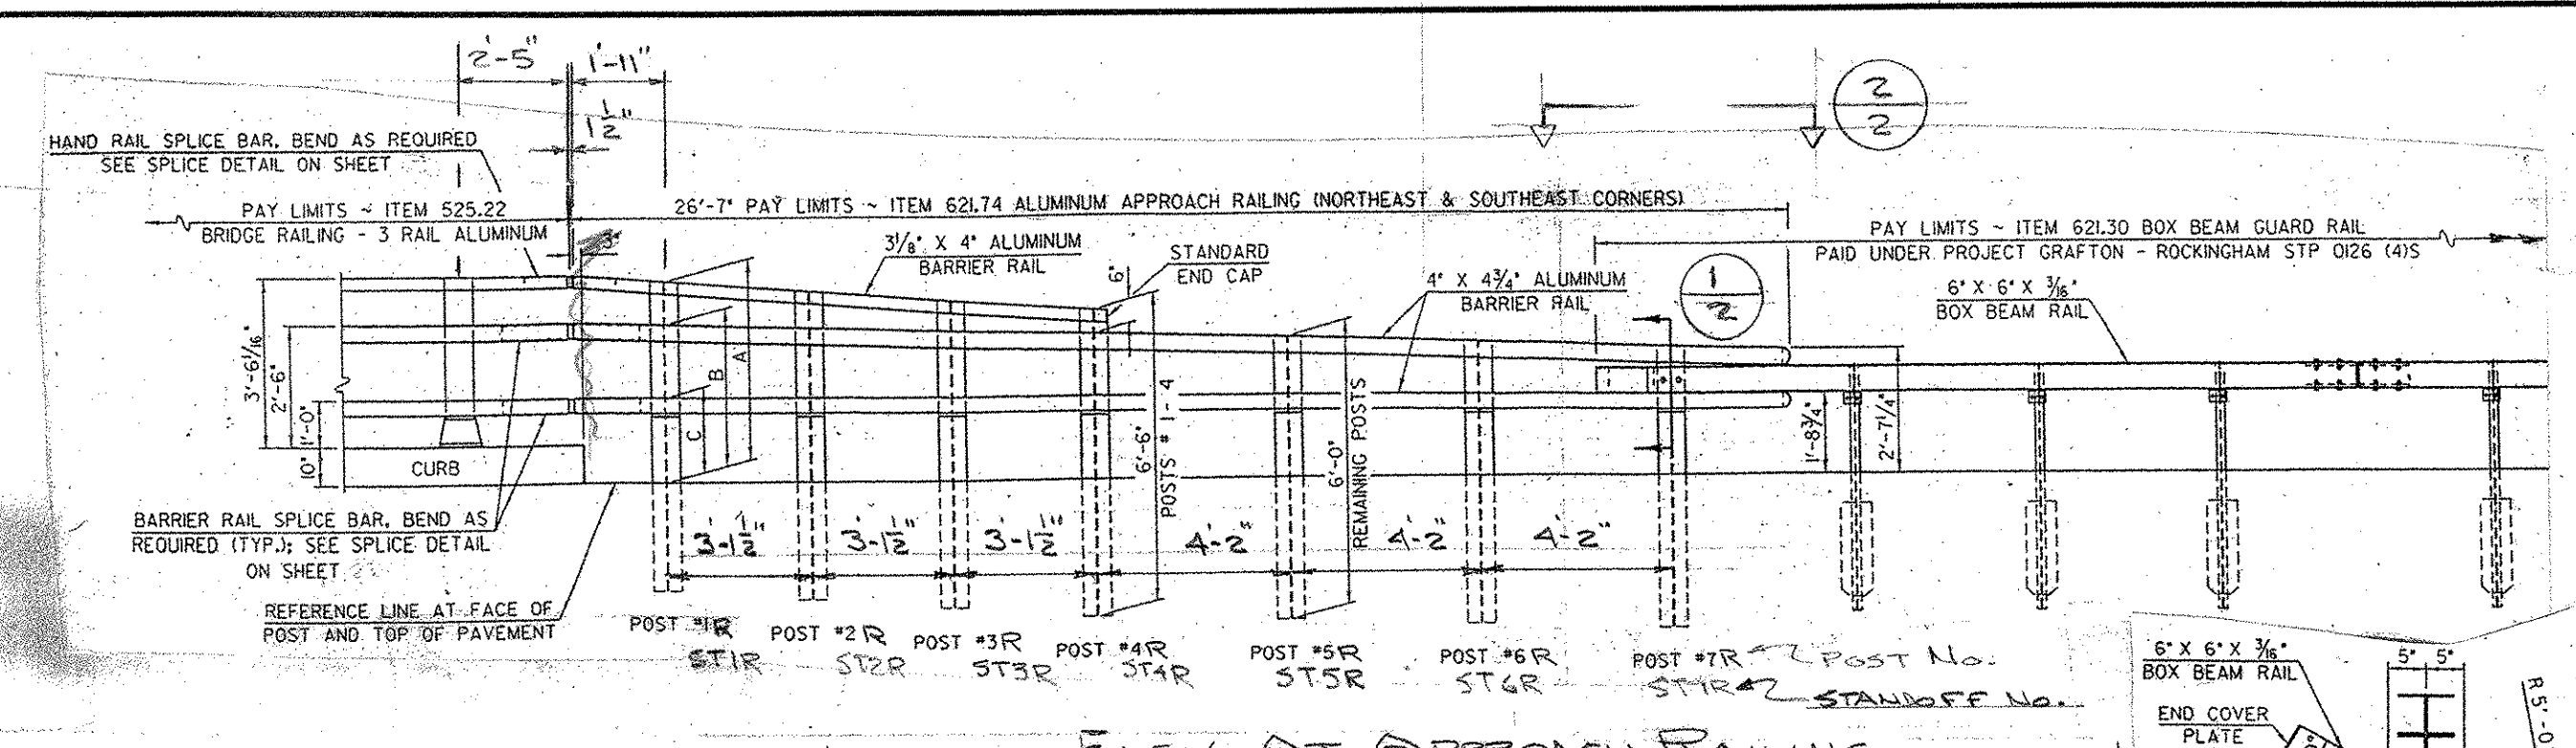 2'-5"
1'-11"
1 1/2"
2
2
HAND RAIL SPLICE BAR, BEND AS REQUIRED
SEE SPLICE DETAIL ON SHEET
PAY LIMITS ~ ITEM 525.22
BRIDGE RAILING - 3 RAIL ALUMINUM
26'-7" PAY LIMITS ~ ITEM 621.74 ALUMINUM APPROACH RAILING (NORTHEAST & SOUTHEAST CORNERS)
PAY LIMITS ~ ITEM 621.30 BOX BEAM GUARD RAIL
PAID UNDER PROJECT GRAFTON - ROCKINGHAM STP 0126 (4)S
3"
3 1/8" X 4" ALUMINUM
BARRIER RAIL
STANDARD
END CAP
6"
4" X 4 3/4" ALUMINUM
BARRIER RAIL
1
2
6" X 6" X 3/16"
BOX BEAM RAIL
3'-6 1/16"
2'-6"
1'-0"
10"
CURB
A
B
C
6'-6"
POSTS # 1 - 4
6'-0"
REMAINING POSTS
1'-8 3/4"
2'-7 1/4"
BARRIER RAIL SPLICE BAR, BEND AS
REQUIRED (TYP.); SEE SPLICE DETAIL
ON SHEET
REFERENCE LINE AT FACE OF
POST AND TOP OF PAVEMENT
3'-1 1/2"
3'-1 1/2"
3'-1 1/2"
4'-2"
4'-2"
4'-2"
POST #1R
ST1R
POST #2R
ST2R
POST #3R
ST3R
POST #4R
ST4R
POST #5R
ST5R
POST #6R
ST6R
POST #7R
POST No.
ST7R
STANDOFF No.
6" X 6" X 3/16"
BOX BEAM RAIL
END COVER
PLATE
5" 5"
R 5'-0